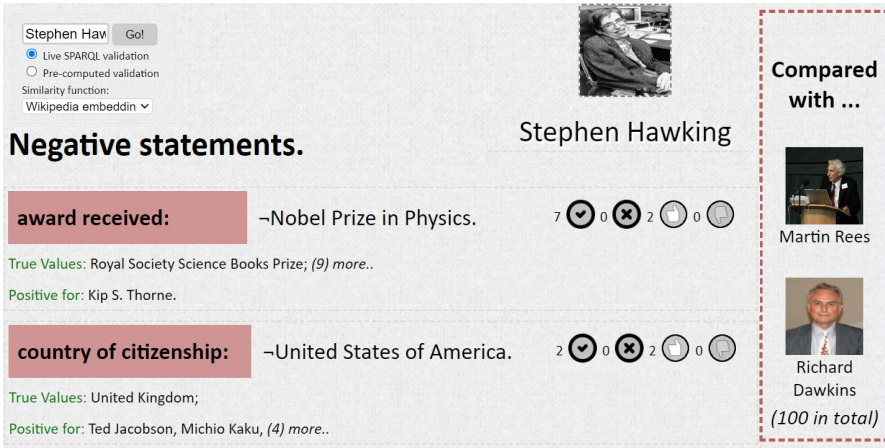 Stephen Haw Go!
Live SPARQL validation
Pre-computed validation
Similarity function:
Wikipedia embeddin
Negative statements.
Stephen Hawking
award received: ¬Nobel Prize in Physics. 7 0 2 0
True Values: Royal Society Science Books Prize; (9) more..
Positive for: Kip S. Thorne.
country of citizenship: ¬United States of America. 2 0 2 0
True Values: United Kingdom;
Positive for: Ted Jacobson, Michio Kaku, (4) more..
Compared
with ...
Martin Rees
Richard
Dawkins
(100 in total)